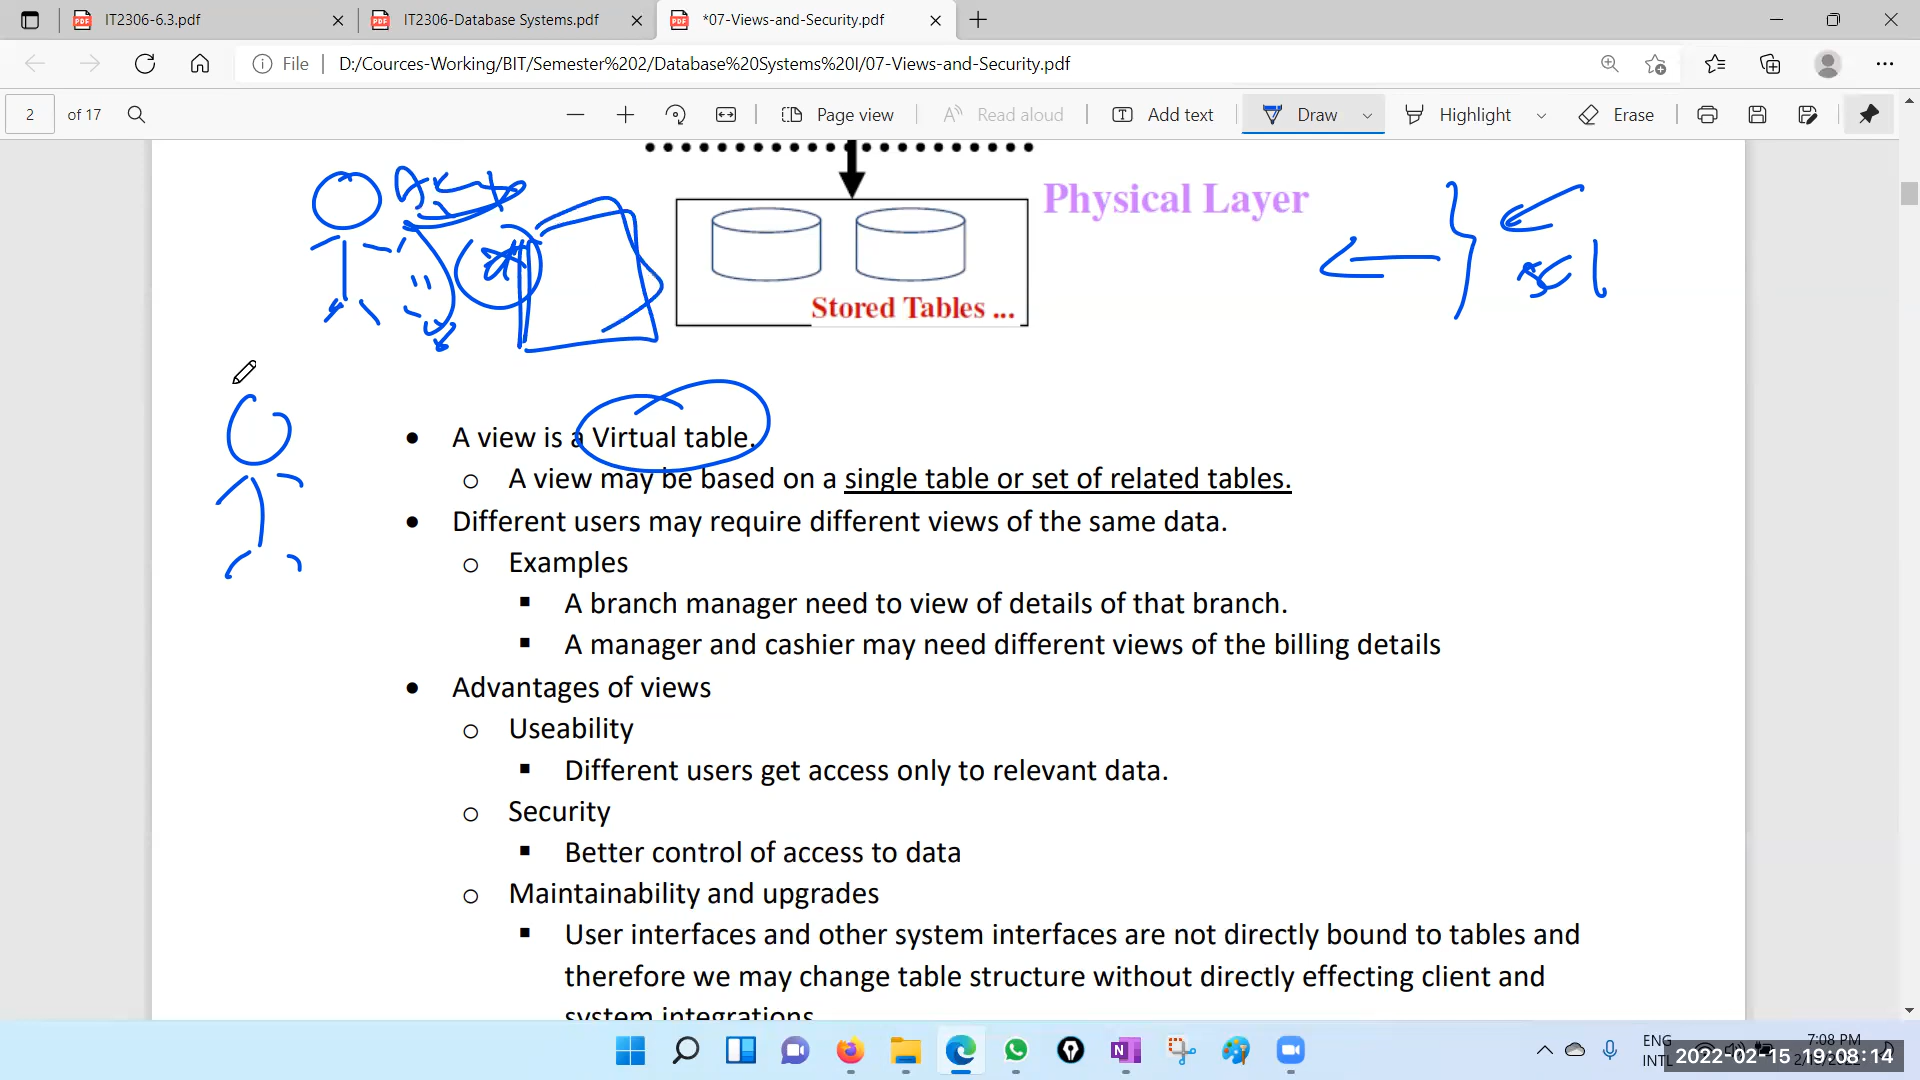 IT2306-6.3.pdf
IT2306-Database Systems.pdf
*07-Views-and-Security.pdf
File
D:/Cources-Working/BIT/Semester%202/Database%20Systems%20I/07-Views-and-Security.pdf
2 of 17
Page view
Read aloud
Add text
Draw
Highlight
Erase
Physical Layer
Stored Tables ...
• A view is a Virtual table.
o A view may be based on a single table or set of related tables.
• Different users may require different views of the same data.
o Examples
▪ A branch manager need to view of details of that branch.
▪ A manager and cashier may need different views of the billing details
• Advantages of views
o Useability
▪ Different users get access only to relevant data.
o Security
▪ Better control of access to data
o Maintainability and upgrades
▪ User interfaces and other system interfaces are not directly bound to tables and
therefore we may change table structure without directly effecting client and
system integrations
ENG
INTL
7:08 PM
2022-02-15 19:08:14